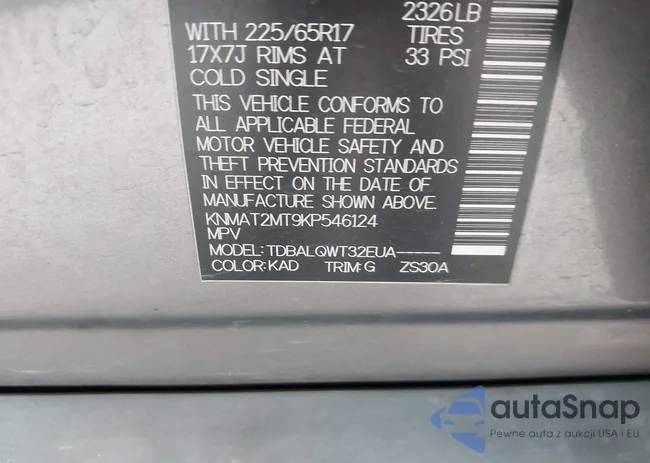 2326LB
WITH 225/65R17 TIRES
17X7J RIMS AT 33 PSI
COLD SINGLE
THIS VEHICLE CONFORMS TO
ALL APPLICABLE FEDERAL
MOTOR VEHICLE SAFETY AND
THEFT PREVENTION STANDARDS
IN EFFECT ON THE DATE OF
MANUFACTURE SHOWN ABOVE.
KNMAT2MT9KP546124
MPV
MODEL: TDBALQWT32EUA-----
COLOR:KAD TRIM:G ZS30A
autaSnap
Pewne auta z aukcji USA i EU